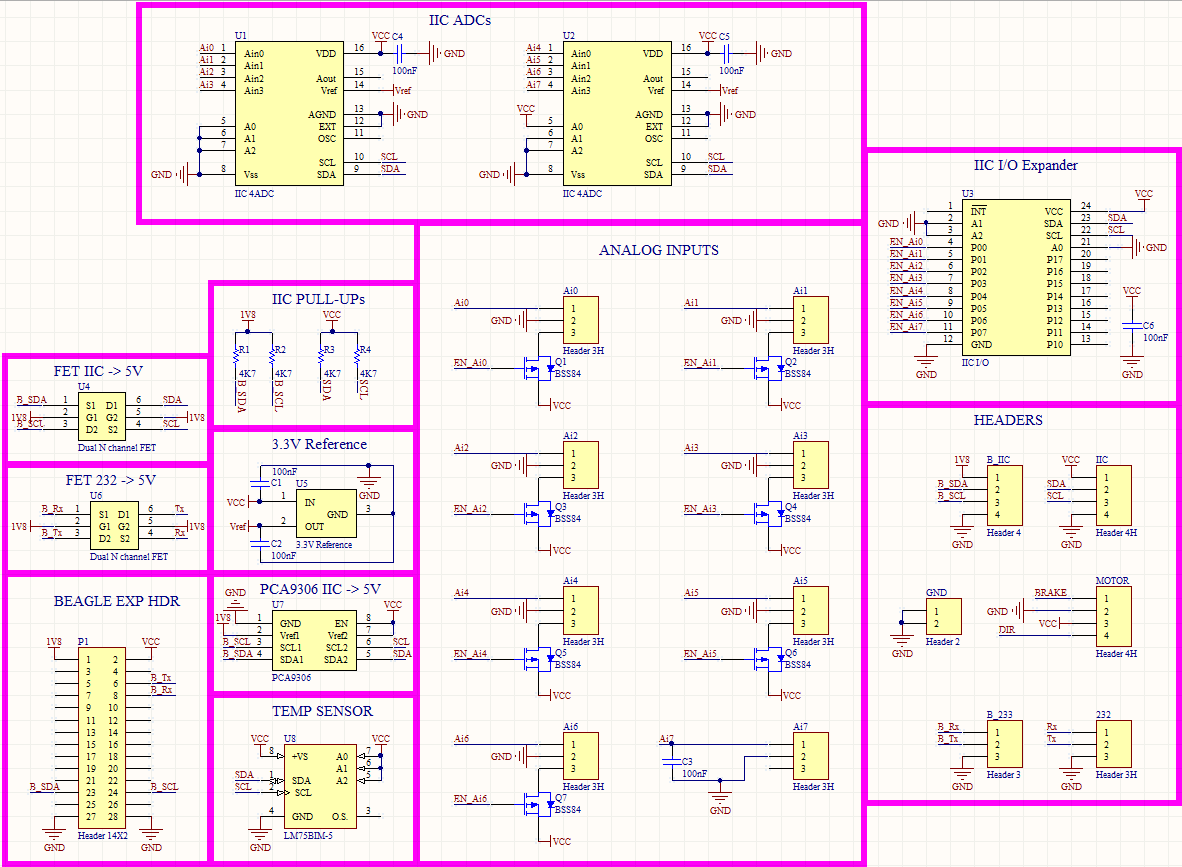 IIC ADCs
U1
Ai0 1 Ain0 VDD 16 VCC C4 GND
Ai1 2 Ain1 100nF
Ai2 3 Ain2 Aout 15
Ai3 4 Ain3 Vref 14 Vref
AGND 13 GND
5 A0 EXT 12
6 A1 OSC 11
7 A2
SCL 10 SCL
GND 8 Vss SDA 9 SDA
IIC 4ADC
U2
Ai4 1 Ain0 VDD 16 VCC C5 GND
Ai5 2 Ain1 100nF
Ai6 3 Ain2 Aout 15
Ai7 4 Ain3 Vref 14 Vref
VCC AGND 13 GND
5 A0 EXT 12
6 A1 OSC 11
7 A2
SCL 10 SCL
GND 8 Vss SDA 9 SDA
IIC 4ADC
IIC I/O Expander
U3 VCC
1 INT VCC 24
GND 2 A1 SDA 23 SDA
3 A2 SCL 22 SCL
EN_Ai0 4 P00 A0 21 GND
EN_Ai1 5 P01 P17 20
EN_Ai2 6 P02 P16 19
EN_Ai3 7 P03 P15 18
EN_Ai4 8 P04 P14 17
EN_Ai5 9 P05 P13 16
EN_Ai6 10 P06 P12 15
EN_Ai7 11 P07 P11 14
12 GND P10 13
GND IIC I/O
VCC
C6
100nF
GND
ANALOG INPUTS
Ai0 Ai0
1
GND 2
3
Header 3H
EN_Ai0 Q1
BSS84
VCC
Ai1 Ai1
1
GND 2
3
Header 3H
EN_Ai1 Q2
BSS84
VCC
Ai2 Ai2
1
GND 2
3
Header 3H
EN_Ai2 Q3
BSS84
VCC
Ai3 Ai3
1
GND 2
3
Header 3H
EN_Ai3 Q4
BSS84
VCC
Ai4 Ai4
1
GND 2
3
Header 3H
EN_Ai4 Q5
BSS84
VCC
Ai5 Ai5
1
GND 2
3
Header 3H
EN_Ai5 Q6
BSS84
VCC
Ai6 Ai6
1
GND 2
3
Header 3H
EN_Ai6 Q7
BSS84
VCC
Ai7 Ai7
1
C3 2
100nF 3
Header 3H
GND
IIC PULL-UPs
1V8 VCC
R1 R2 R3 R4
4K7 4K7 4K7 4K7
B_SDA B_SCL SDA SCL
FET IIC -> 5V
U4
B_SDA 1 S1 D1 6 SDA
1V8 2 G1 G2 5 1V8
B_SCL 3 D2 S2 4 SCL
Dual N channel FET
FET 232 -> 5V
U6
B_Rx 1 S1 D1 6 Tx
1V8 2 G1 G2 5 1V8
B_Tx 3 D2 S2 4 Rx
Dual N channel FET
3.3V Reference
100nF
C1 U5 GND
VCC 1 IN
GND 3
Vref 2 OUT
C2 3.3V Reference
100nF
PCA9306 IIC -> 5V
GND U7 VCC
1V8 1 GND EN 8
2 Vref1 Vref2 7
B_SCL 3 SCL1 SCL2 6 SCL
B_SDA 4 SDA1 SDA2 5 SDA
PCA9306
BEAGLE EXP HDR
1V8 P1 VCC
1 2
3 4
5 6 B_Tx
7 8 B_Rx
9 10
11 12
13 14
15 16
17 18
19 20
21 22
B_SDA 23 24 B_SCL
25 26
27 28
GND Header 14X2 GND
TEMP SENSOR
VCC U8 VCC
8 +VS A0 7
A1 6
SDA 1 SDA A2 5
SCL 2 SCL
4 GND O.S. 3
GND LM75BIM-5
HEADERS
1V8 B_IIC
1
B_SDA 2
B_SCL 3
4
GND Header 4
VCC IIC
1
SDA 2
SCL 3
4
GND Header 4H
GND
1
2
GND Header 2
MOTOR
BRAKE 1
GND 2
VCC 3
DIR 4
Header 4H
B_233
B_Rx 1
B_Tx 2
3
GND Header 3
232
Rx 1
Tx 2
3
GND Header 3H